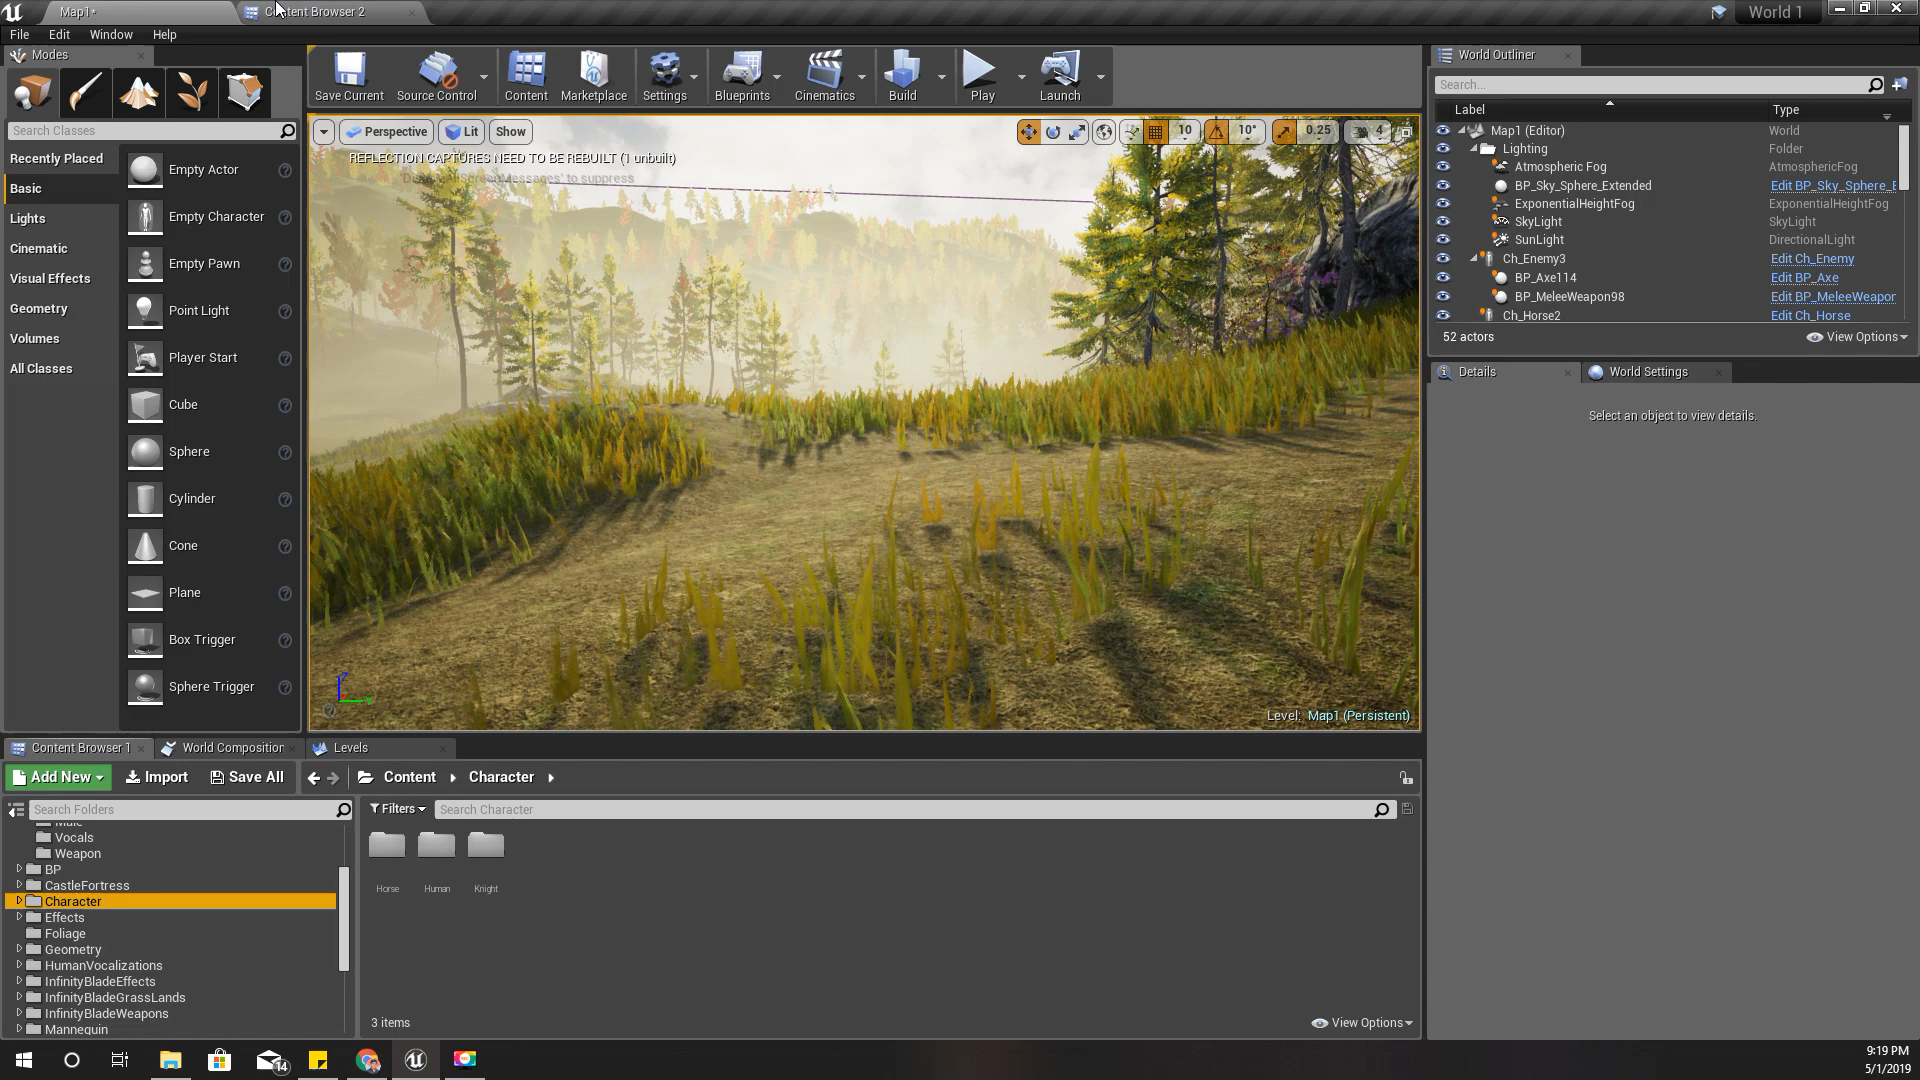 Map1*
Content Browser 2
World 1
File Edit Window Help
Modes
Search Classes
Recently Placed
Basic
Lights
Cinematic
Visual Effects
Geometry
Volumes
All Classes
Empty Actor
Empty Character
Empty Pawn
Point Light
Player Start
Cube
Sphere
Cylinder
Cone
Plane
Box Trigger
Sphere Trigger
Save Current Source Control Content Marketplace Settings Blueprints Cinematics Build Play Launch
Perspective Lit Show
10 10° 0.25 4
REFLECTION CAPTURES NEED TO BE REBUILT (1 unbuilt)
Messages' to suppress
Level: Map1 (Persistent)
World Outliner
Search...
Label Type
Map1 (Editor) World
Lighting Folder
Atmospheric Fog AtmosphericFog
BP_Sky_Sphere_Extended Edit BP_Sky_Sphere_E
ExponentialHeightFog ExponentialHeightFog
SkyLight SkyLight
SunLight DirectionalLight
Ch_Enemy3 Edit Ch_Enemy
BP_Axe114 Edit BP_Axe
BP_MeleeWeapon98 Edit BP_MeleeWeapon
Ch_Horse2 Edit Ch_Horse
52 actors View Options
Details World Settings
Select an object to view details.
Content Browser 1 World Composition Levels
Add New Import Save All Content Character
Search Folders
Filters Search Character
Male
Vocals
Weapon
BP
CastleFortress
Character
Effects
Foliage
Geometry
HumanVocalizations
InfinityBladeEffects
InfinityBladeGrassLands
InfinityBladeWeapons
Mannequin
Horse Human Knight
3 items View Options
14
9:19 PM
5/1/2019